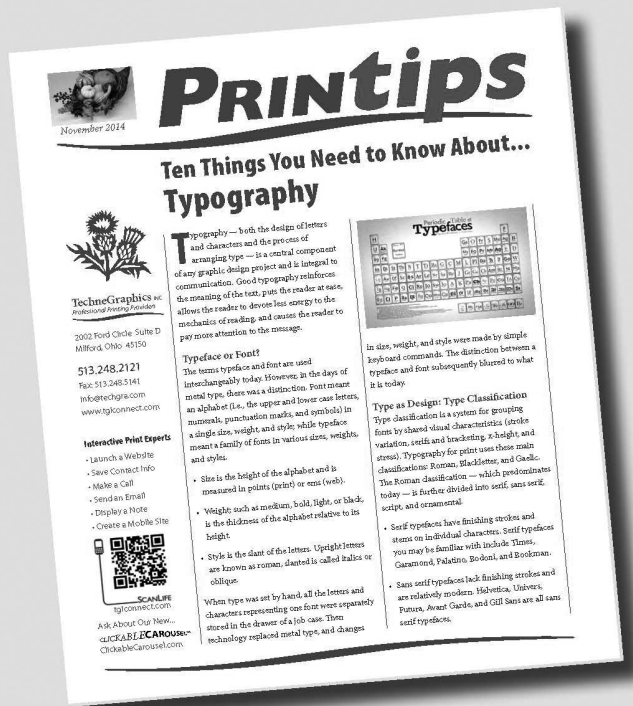 November 2014
PRINtips
Ten Things You Need to Know About...
Typography
TechneGraphics INC
Professional Printing Providers
2002 Ford Circle Suite D
Milford, Ohio 45150
513.248.2121
Fax: 513.248.5141
info@techgra.com
www.tgiconnect.com
Interactive Print Experts
• Launch a Website
• Save Contact Info
• Make a Call
• Send an Email
• Display a Note
• Create a Mobile Site
SCANLIFE
tgiconnect.com
Ask About Our New...
CLICKABLECAROUSEL™
ClickableCarousel.com
Typography — both the design of letters
and characters and the process of
arranging type — is a central component
of any graphic design project and is integral to
communication. Good typography reinforces
the meaning of the text, puts the reader at ease,
allows the reader to devote less energy to the
mechanics of reading, and causes the reader to
pay more attention to the message.
Typeface or Font?
The terms typeface and font are used
interchangeably today. However, in the days of
metal type, there was a distinction. Font meant
an alphabet (i.e., the upper and lower case letters,
numerals, punctuation marks, and symbols) in
a single size, weight, and style; while typeface
meant a family of fonts in various sizes, weights,
and styles.
• Size is the height of the alphabet and is
measured in points (print) or ems (web).
• Weight; such as medium, bold, light, or black,
is the thickness of the alphabet relative to its
height.
• Style is the slant of the letters. Upright letters
are known as roman, slanted is called italics or
oblique.
When type was set by hand, all the letters and
characters representing one font were separately
stored in the drawer of a job case. Then
technology replaced metal type, and changes
Periodic Table of
Typefaces
in size, weight, and style were made by simple
keyboard commands. The distinction between a
typeface and font subsequently blurred to what
it is today.
Type as Design: Type Classification
Type classification is a system for grouping
fonts by shared visual characters (stroke
variation, serifs and bracketing, x-height, and
stress). Typography for print uses these main
classifications: Roman, Blackletter, and Gaelic.
The Roman classification — which predominates
today — is further divided into serif, sans serif,
script, and ornamental.
• Serif typefaces have finishing strokes and
stems on individual characters. Serif typefaces
you may be familiar with include Times,
Garamond, Palatino, Bodoni, and Bookman.
• Sans serif typefaces lack finishing strokes and
are relatively modern. Helvetica, Univers,
Futura, Avant Garde, and Gill Sans are all sans
serif typefaces.